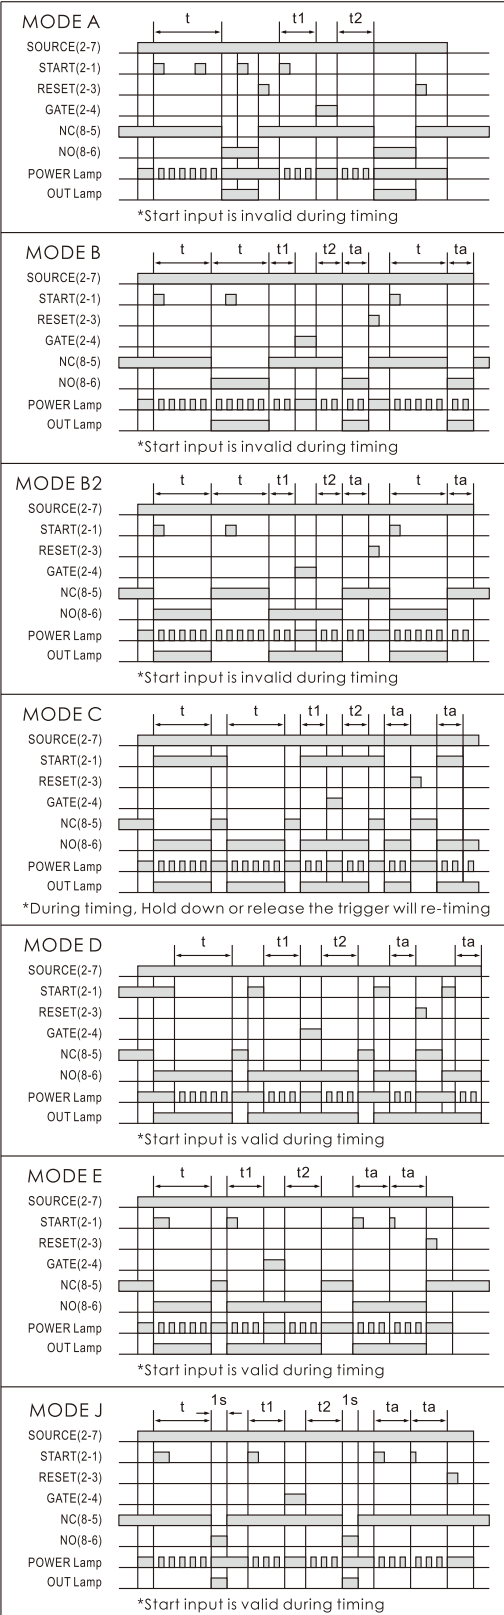 MODE A t t1 t2
SOURCE(2-7)
START(2-1)
RESET(2-3)
GATE(2-4)
NC(8-5)
NO(8-6)
POWER Lamp
OUT Lamp
*Start input is invalid during timing
MODE B t t t1 t2 ta t ta
SOURCE(2-7)
START(2-1)
RESET(2-3)
GATE(2-4)
NC(8-5)
NO(8-6)
POWER Lamp
OUT Lamp
*Start input is invalid during timing
MODE B2 t t t1 t2 ta t ta
SOURCE(2-7)
START(2-1)
RESET(2-3)
GATE(2-4)
NC(8-5)
NO(8-6)
POWER Lamp
OUT Lamp
*Start input is invalid during timing
MODE C t t t1 t2 ta ta
SOURCE(2-7)
START(2-1)
RESET(2-3)
GATE(2-4)
NC(8-5)
NO(8-6)
POWER Lamp
OUT Lamp
*During timing, Hold down or release the trigger will re-timing
MODE D t t1 t2 ta ta
SOURCE(2-7)
START(2-1)
RESET(2-3)
GATE(2-4)
NC(8-5)
NO(8-6)
POWER Lamp
OUT Lamp
*Start input is valid during timing
MODE E t t1 t2 ta ta
SOURCE(2-7)
START(2-1)
RESET(2-3)
GATE(2-4)
NC(8-5)
NO(8-6)
POWER Lamp
OUT Lamp
*Start input is valid during timing
MODE J t 1s t1 t2 1s ta ta
SOURCE(2-7)
START(2-1)
RESET(2-3)
GATE(2-4)
NC(8-5)
NO(8-6)
POWER Lamp
OUT Lamp
*Start input is valid during timing